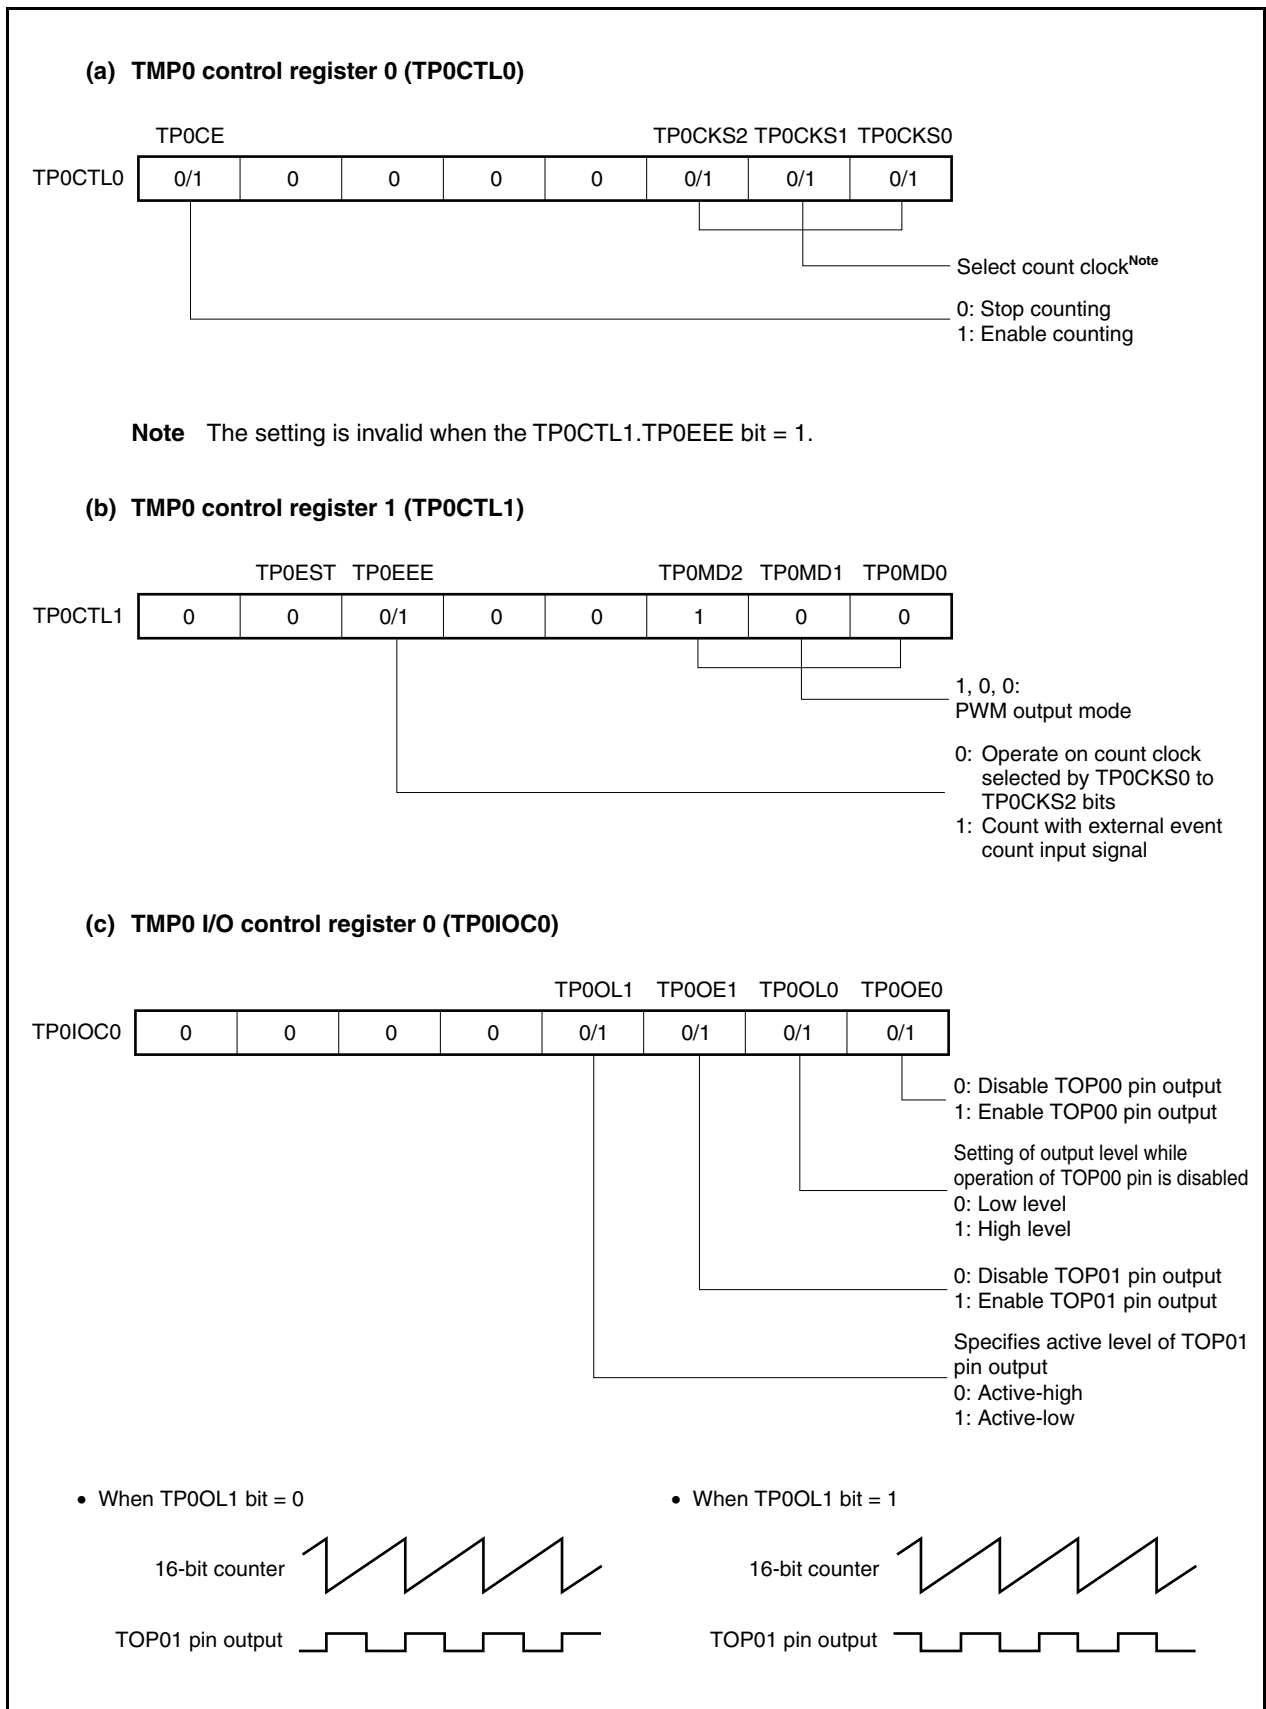 (a) TMP0 control register 0 (TP0CTL0)
TP0CE TP0CKS2 TP0CKS1 TP0CKS0
TP0CTL0 0/1 0 0 0 0 0/1 0/1 0/1
Select count clockNote
0: Stop counting
1: Enable counting
Note The setting is invalid when the TP0CTL1.TP0EEE bit = 1.
(b) TMP0 control register 1 (TP0CTL1)
TP0EST TP0EEE TP0MD2 TP0MD1 TP0MD0
TP0CTL1 0 0 0/1 0 0 1 0 0
1, 0, 0:
PWM output mode
0: Operate on count clock
selected by TP0CKS0 to
TP0CKS2 bits
1: Count with external event
count input signal
(c) TMP0 I/O control register 0 (TP0IOC0)
TP0OL1 TP0OE1 TP0OL0 TP0OE0
TP0IOC0 0 0 0 0 0/1 0/1 0/1 0/1
0: Disable TOP00 pin output
1: Enable TOP00 pin output
Setting of output level while
operation of TOP00 pin is disabled
0: Low level
1: High level
0: Disable TOP01 pin output
1: Enable TOP01 pin output
Specifies active level of TOP01
pin output
0: Active-high
1: Active-low
• When TP0OL1 bit = 0
16-bit counter
TOP01 pin output
• When TP0OL1 bit = 1
16-bit counter
TOP01 pin output